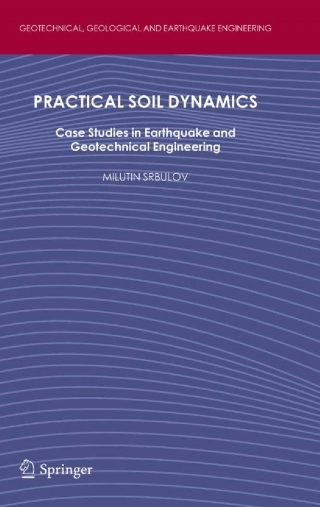 GEOTECHNICAL, GEOLOGICAL AND EARTHQUAKE ENGINEERING
PRACTICAL SOIL DYNAMICS
Case Studies in Earthquake and
Geotechnical Engineering
MILUTIN SRBULOV
Springer